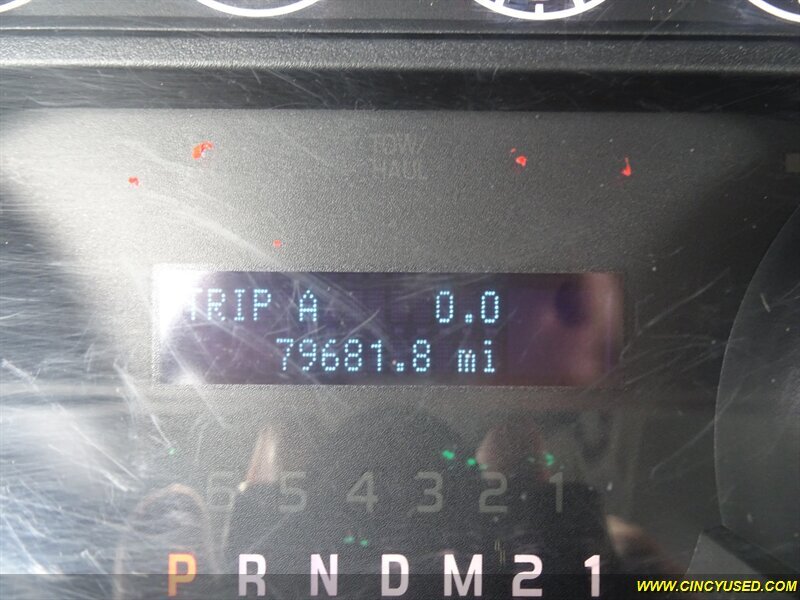 TOW/
HAUL
TRIP A 0.0
79681.8 mi
6 5 4 3 2 1
P R N D M 2 1
WWW.CINCYUSED.COM